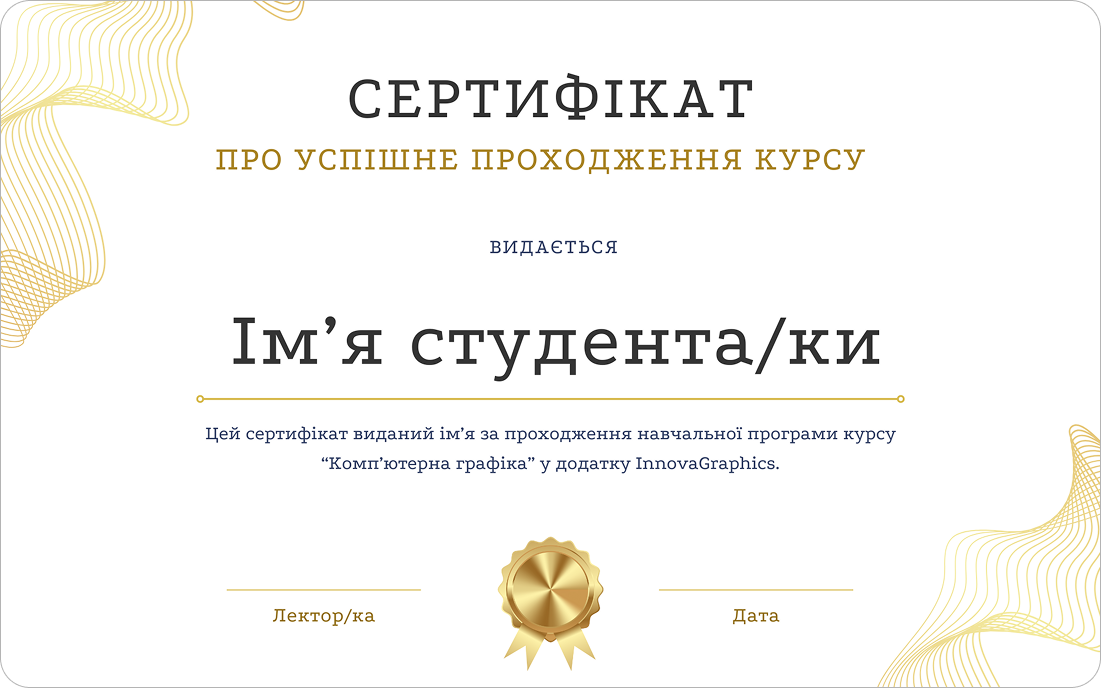 СЕРТИФІКАТ
ПРО УСПІШНЕ ПРОХОДЖЕННЯ КУРСУ
ВИДАЄТЬСЯ
Ім’я студента/ки
Цей сертифікат виданий ім’я за проходження навчальної програми курсу
“Комп’ютерна графіка” у додатку InnovaGraphics.
Лектор/ка
Дата